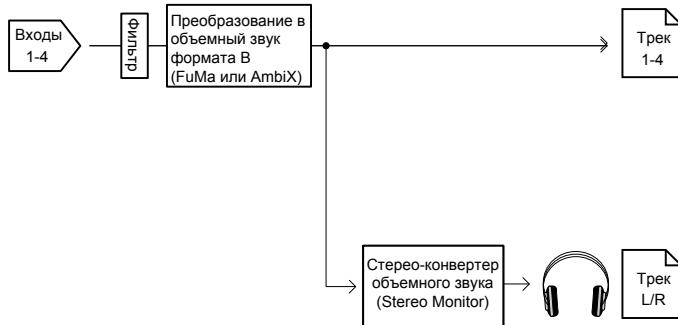 Входы
1-4
фильтр
Преобразование в
объемный звук
формата B
(FuMa или AmbiX)
Трек
1-4
Стерео-конвертер
объемного звука
(Stereo Monitor)
Трек
L/R